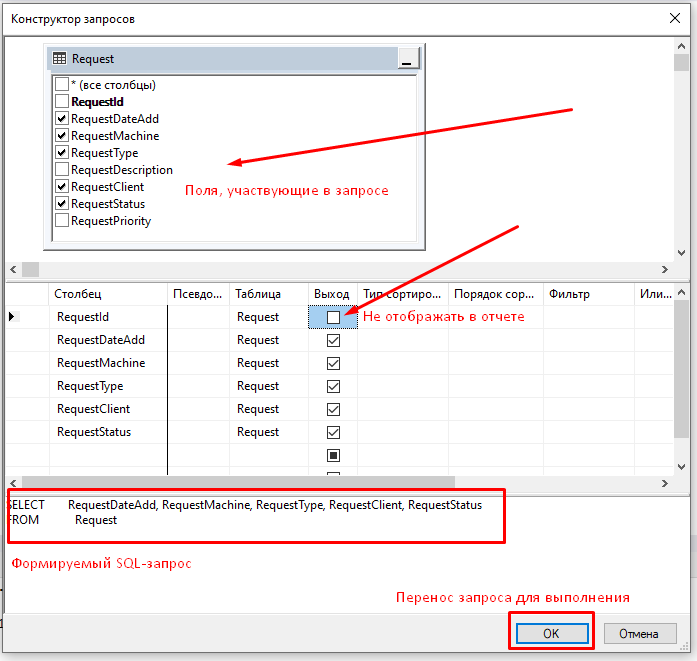 Конструктор запросов
Request
* (все столбцы)
RequestId
RequestDateAdd
RequestMachine
RequestType
RequestDescription
RequestClient
RequestStatus
RequestPriority
Поля, участвующие в запросе
Столбец Псевдо... Таблица Выход Тип сортиро... Порядок сор... Фильтр Или...
RequestId Request Не отображать в отчете
RequestDateAdd Request
RequestMachine Request
RequestType Request
RequestClient Request
RequestStatus Request
SELECT RequestDateAdd, RequestMachine, RequestType, RequestClient, RequestStatus
FROM Request
Формируемый SQL-запрос
Перенос запроса для выполнения
OK Отмена